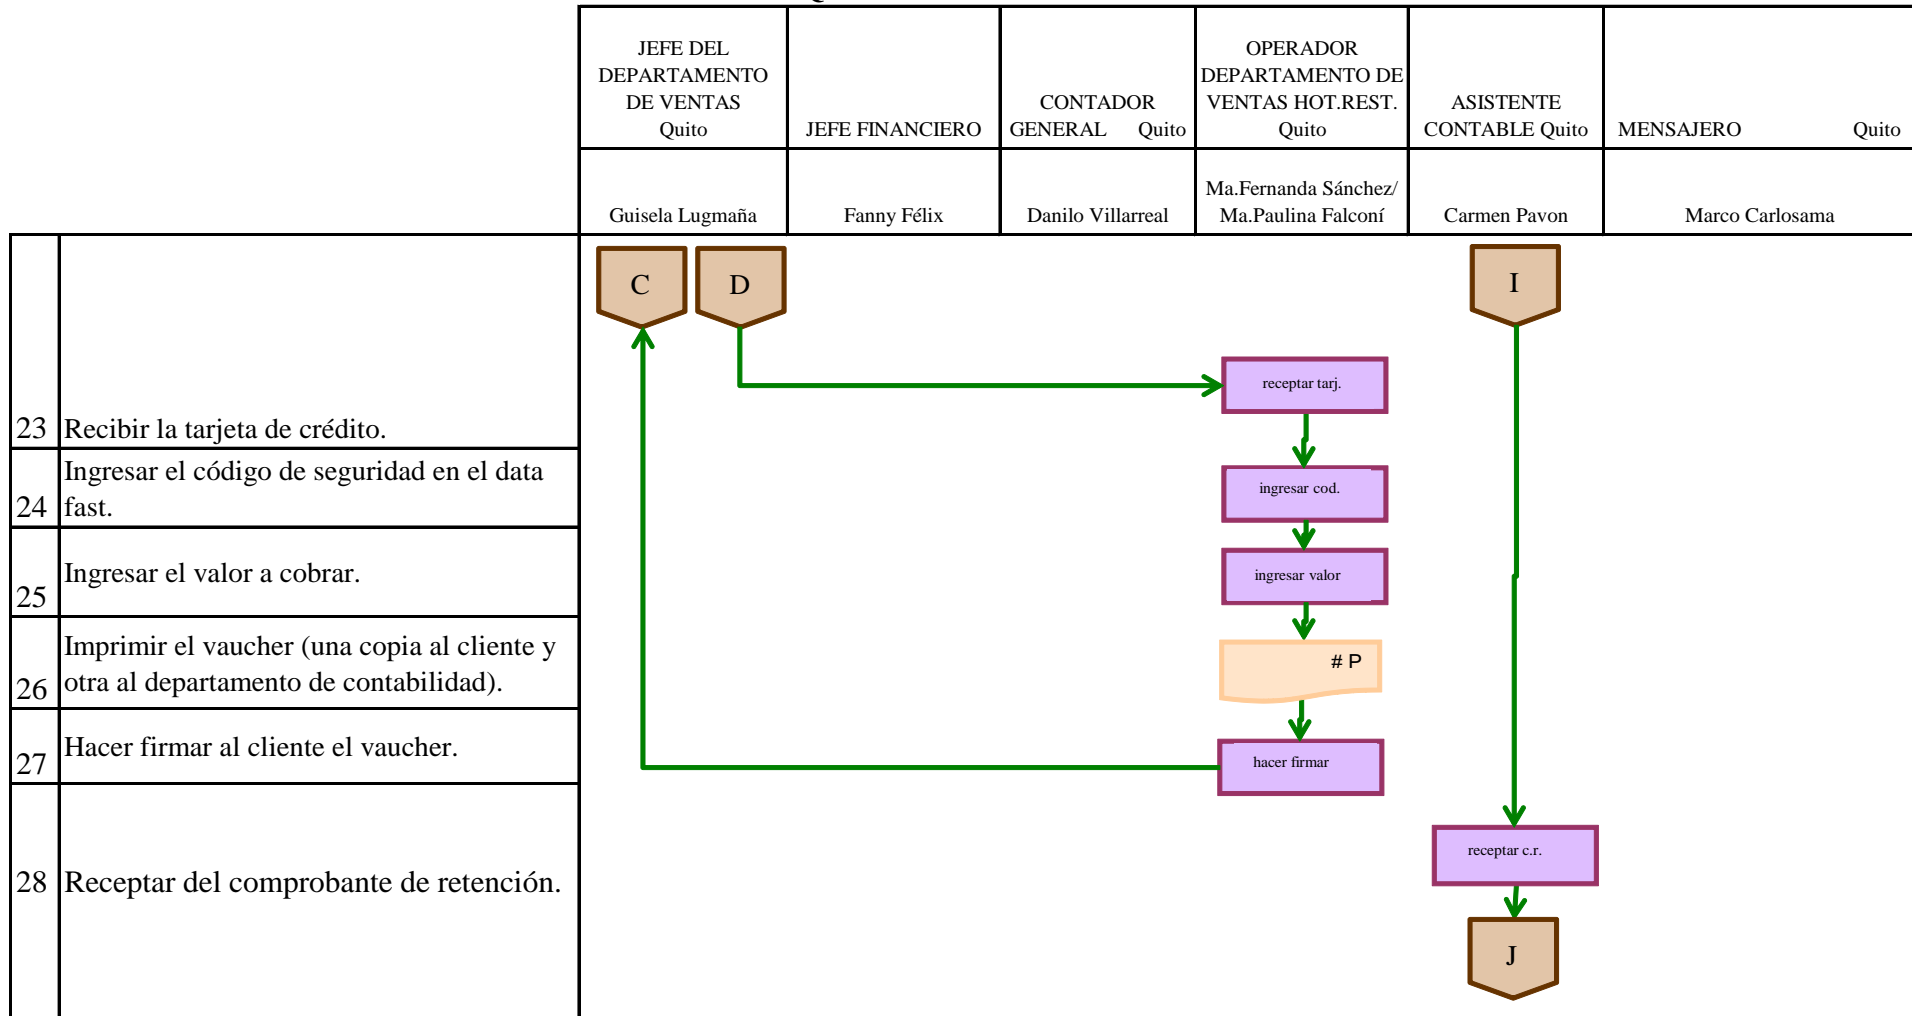 JEFE DEL
DEPARTAMENTO
DE VENTAS
Quito
JEFE FINANCIERO
CONTADOR
GENERAL Quito
OPERADOR
DEPARTAMENTO DE
VENTAS HOT.REST.
Quito
ASISTENTE
CONTABLE Quito
MENSAJERO Quito
Guisela Lugmaña
Fanny Félix
Danilo Villarreal
Ma.Fernanda Sánchez/
Ma.Paulina Falconí
Carmen Pavon
Marco Carlosama
C
D
I
receptar tarj.
23 Recibir la tarjeta de crédito.
Ingresar el código de seguridad en el data
24 fast.
ingresar cod.
25 Ingresar el valor a cobrar.
ingresar valor
Imprimir el vaucher (una copia al cliente y
26 otra al departamento de contabilidad).
# P
27 Hacer firmar al cliente el vaucher.
hacer firmar
receptar c.r.
28 Receptar del comprobante de retención.
J